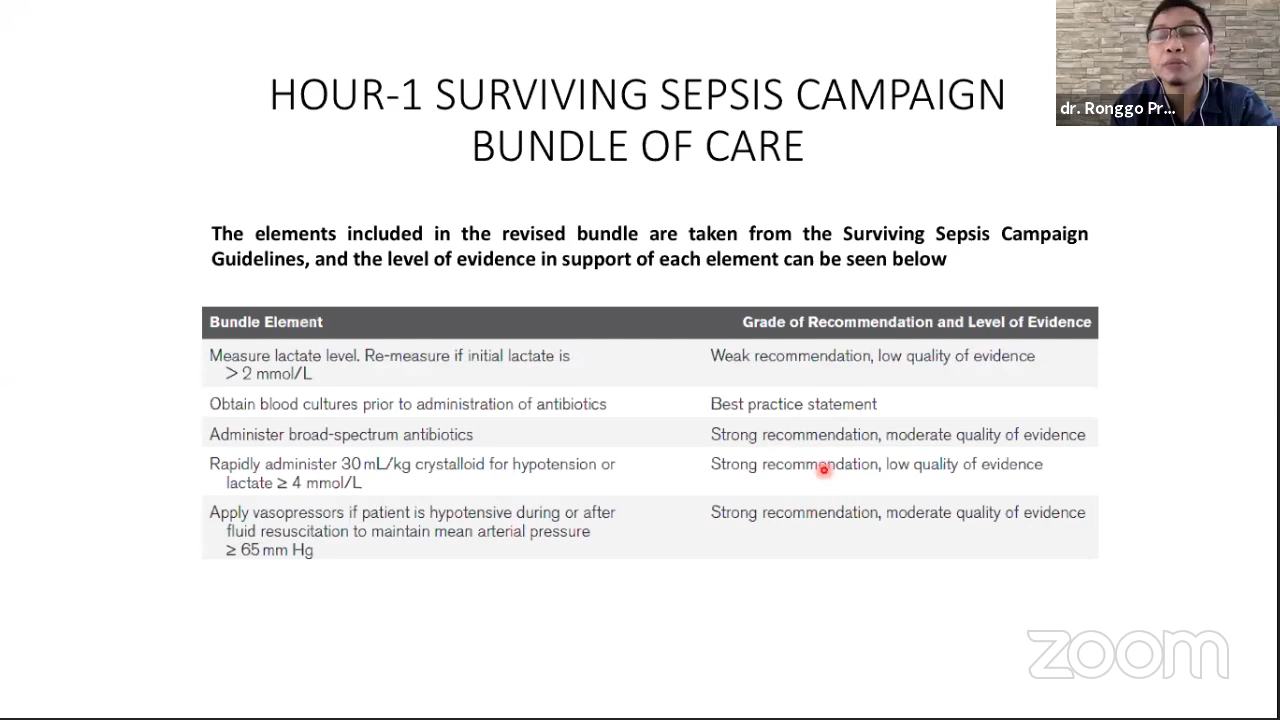 HOUR-1 SURVIVING SEPSIS CAMPAIGN
BUNDLE OF CARE
dr. Ronggo Pr...
The elements included in the revised bundle are taken from the Surviving Sepsis Campaign
Guidelines, and the level of evidence in support of each element can be seen below
Bundle Element Grade of Recommendation and Level of Evidence
Measure lactate level. Re-measure if initial lactate is Weak recommendation, low quality of evidence
> 2 mmol/L
Obtain blood cultures prior to administration of antibiotics Best practice statement
Administer broad-spectrum antibiotics Strong recommendation, moderate quality of evidence
Rapidly administer 30 mL/kg crystalloid for hypotension or Strong recommendation, low quality of evidence
lactate ≥ 4 mmol/L
Apply vasopressors if patient is hypotensive during or after Strong recommendation, moderate quality of evidence
fluid resuscitation to maintain mean arterial pressure
≥ 65 mm Hg
zoom